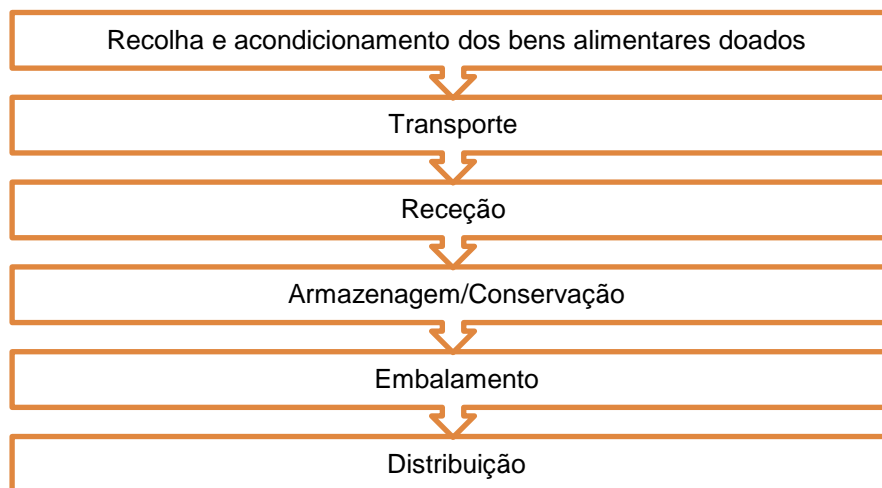 Recolha e acondicionamento dos bens alimentares doados
Transporte
Receção
Armazenagem/Conservação
Embalamento
Distribuição